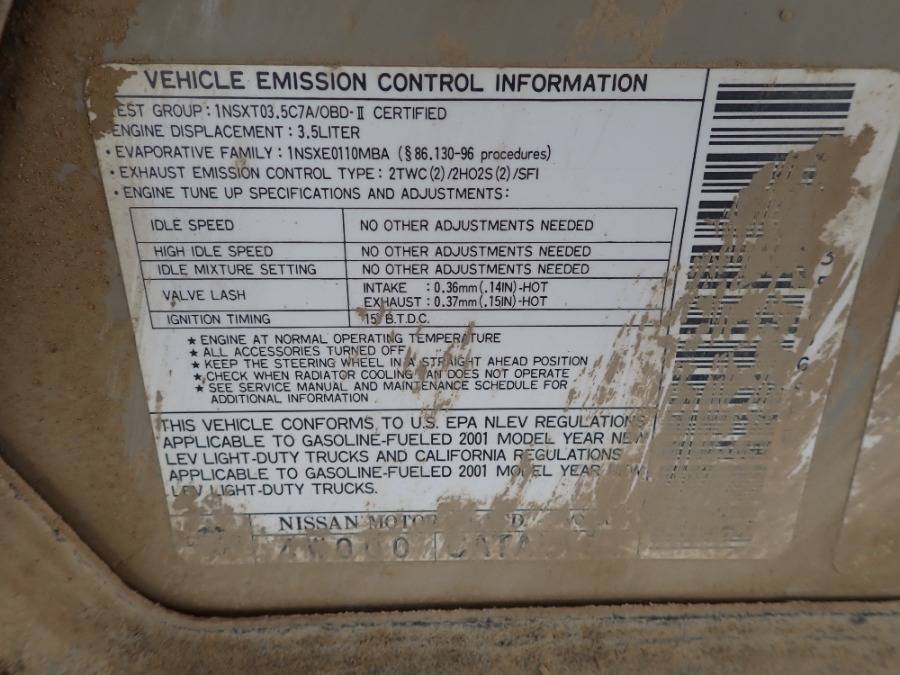 VEHICLE EMISSION CONTROL INFORMATION
EST GROUP : 1NSXT03.5C7A/OBD-II CERTIFIED
ENGINE DISPLACEMENT : 3.5LITER
• EVAPORATIVE FAMILY : 1NSXE0110MBA (§86.130-96 procedures)
• EXHAUST EMISSION CONTROL TYPE : 2TWC(2)/2HO2S(2)/SFI
• ENGINE TUNE UP SPECIFICATIONS AND ADJUSTMENTS:
IDLE SPEED NO OTHER ADJUSTMENTS NEEDED
HIGH IDLE SPEED NO OTHER ADJUSTMENTS NEEDED
IDLE MIXTURE SETTING NO OTHER ADJUSTMENTS NEEDED
VALVE LASH INTAKE : 0.36mm(.14IN)-HOT
EXHAUST : 0.37mm(.15IN)-HOT
IGNITION TIMING 15° B.T.D.C.
★ ENGINE AT NORMAL OPERATING TEMPERATURE
★ ALL ACCESSORIES TURNED OFF
★ KEEP THE STEERING WHEEL IN A STRAIGHT AHEAD POSITION
★ CHECK WHEN RADIATOR COOLING FAN DOES NOT OPERATE
★ SEE SERVICE MANUAL AND MAINTENANCE SCHEDULE FOR
ADDITIONAL INFORMATION
THIS VEHICLE CONFORMS TO U.S. EPA NLEV REGULATIONS
APPLICABLE TO GASOLINE-FUELED 2001 MODEL YEAR NEW
LEV LIGHT-DUTY TRUCKS AND CALIFORNIA REGULATIONS
APPLICABLE TO GASOLINE-FUELED 2001 MODEL YEAR NEW
LEV LIGHT-DUTY TRUCKS.
NISSAN MOTOR